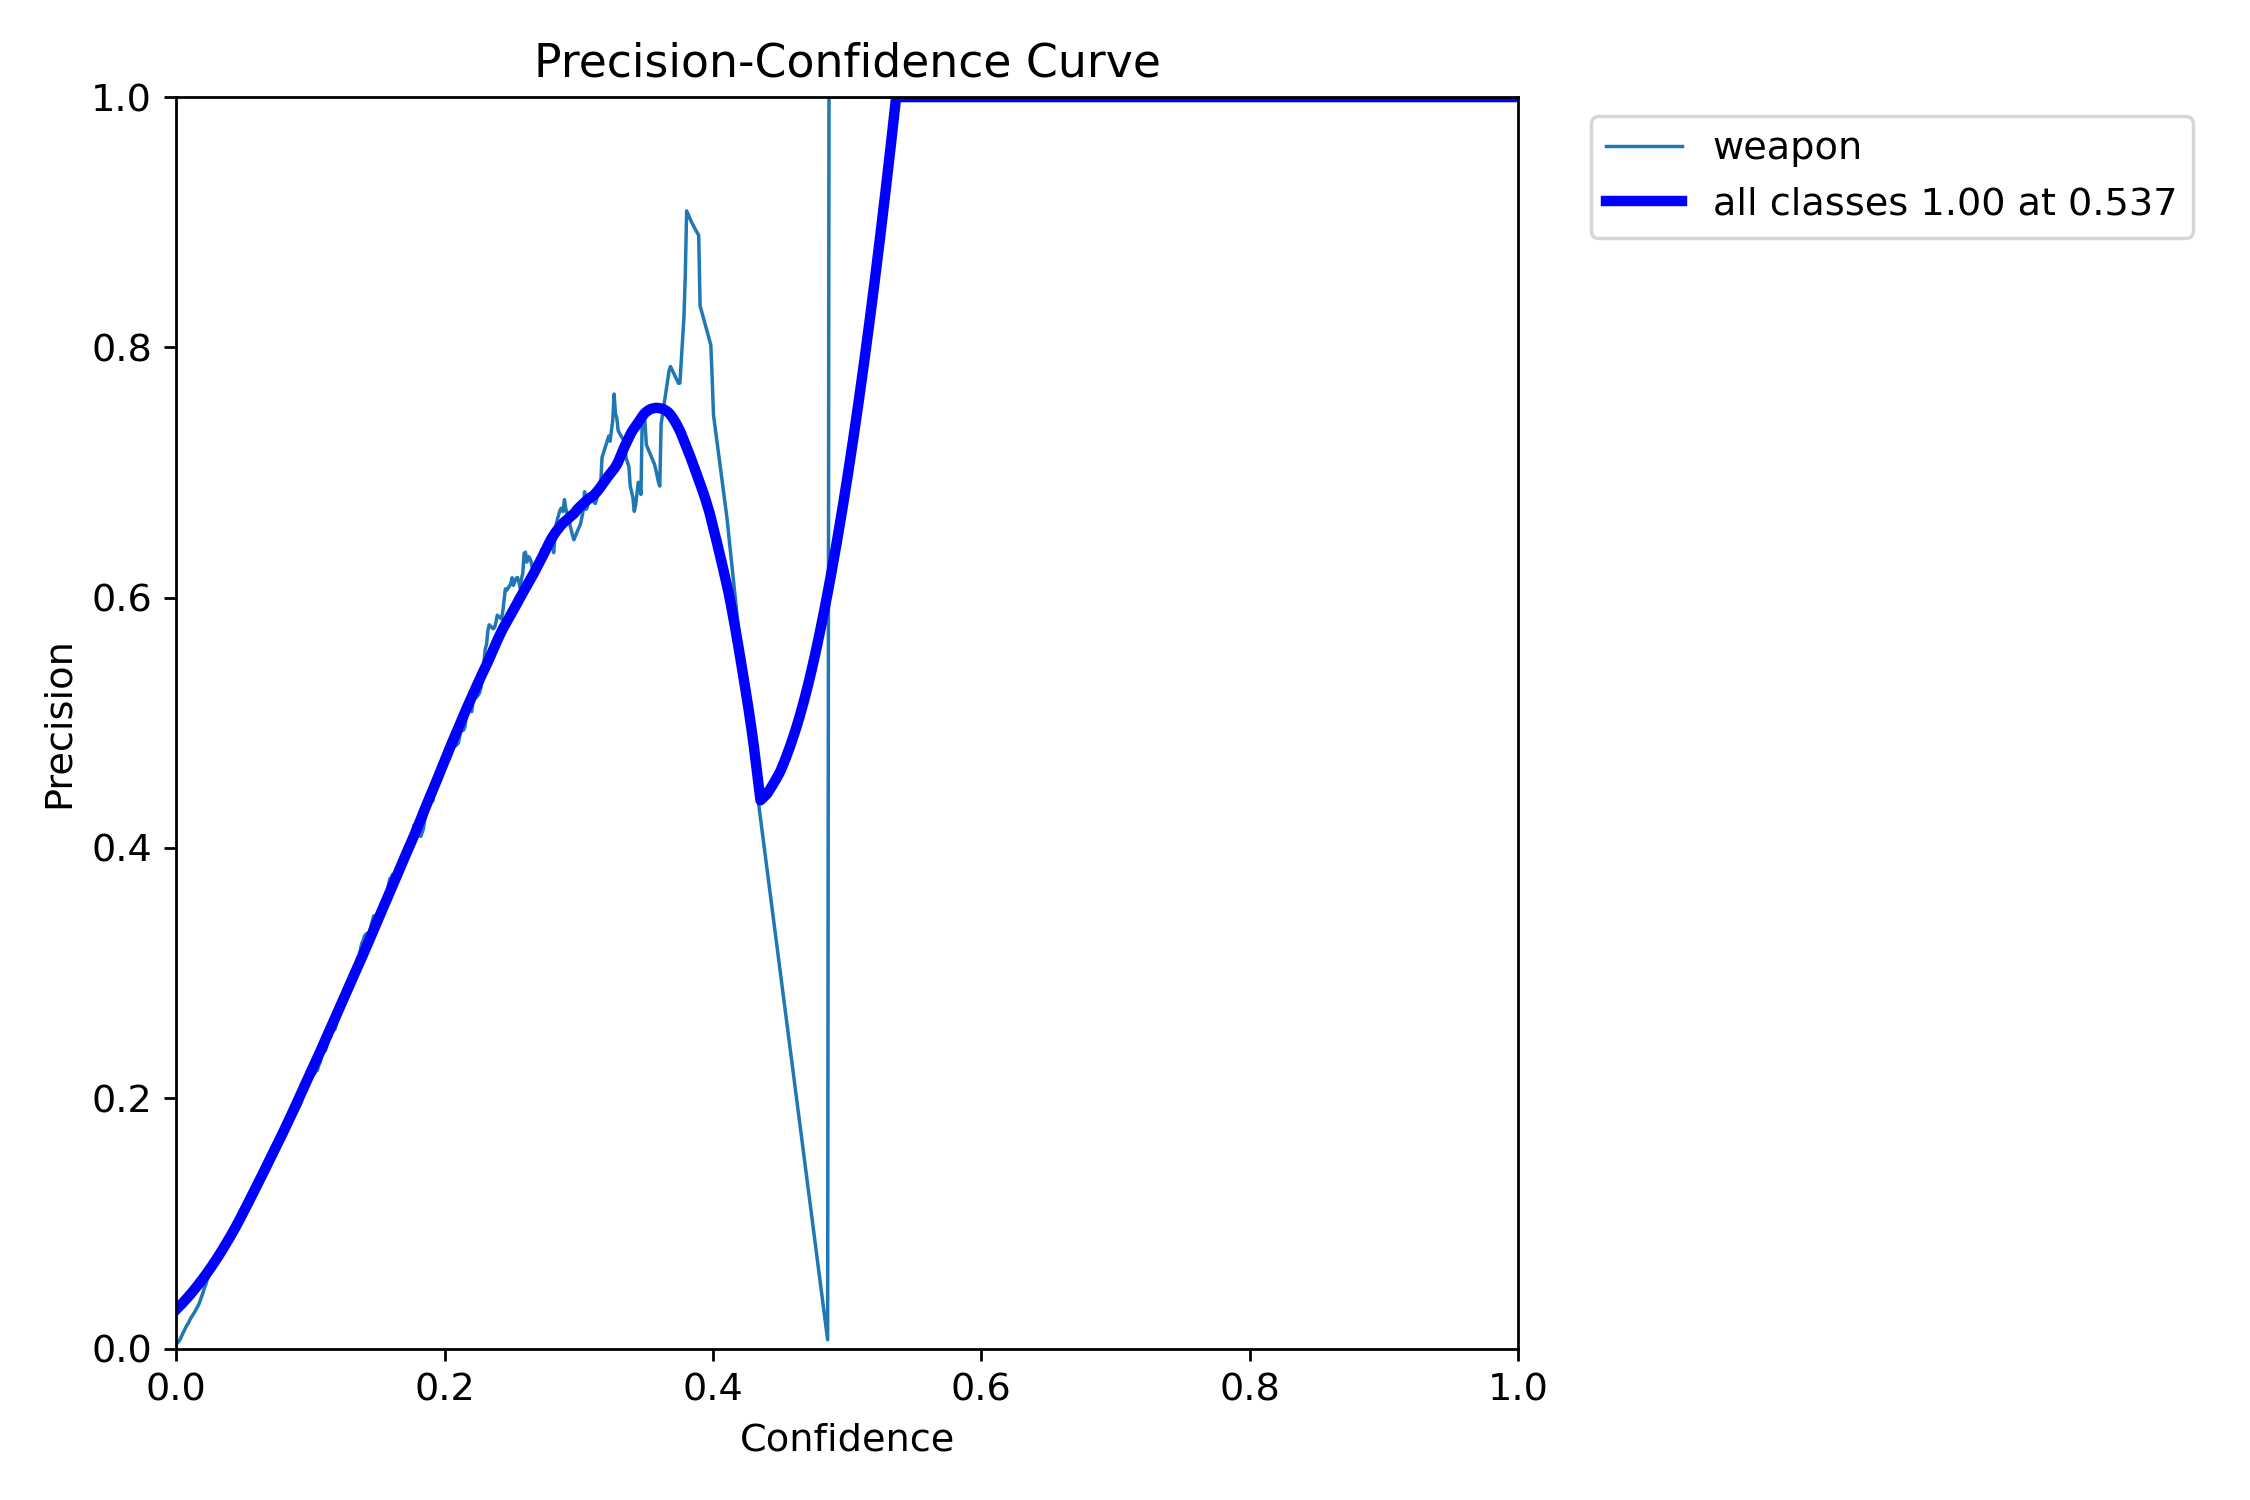 Precision-Confidence Curve
1.0
0.8
0.6
0.4
0.2
0.0
Precision
0.0 0.2 0.4 0.6 0.8 1.0
Confidence
weapon
all classes 1.00 at 0.537